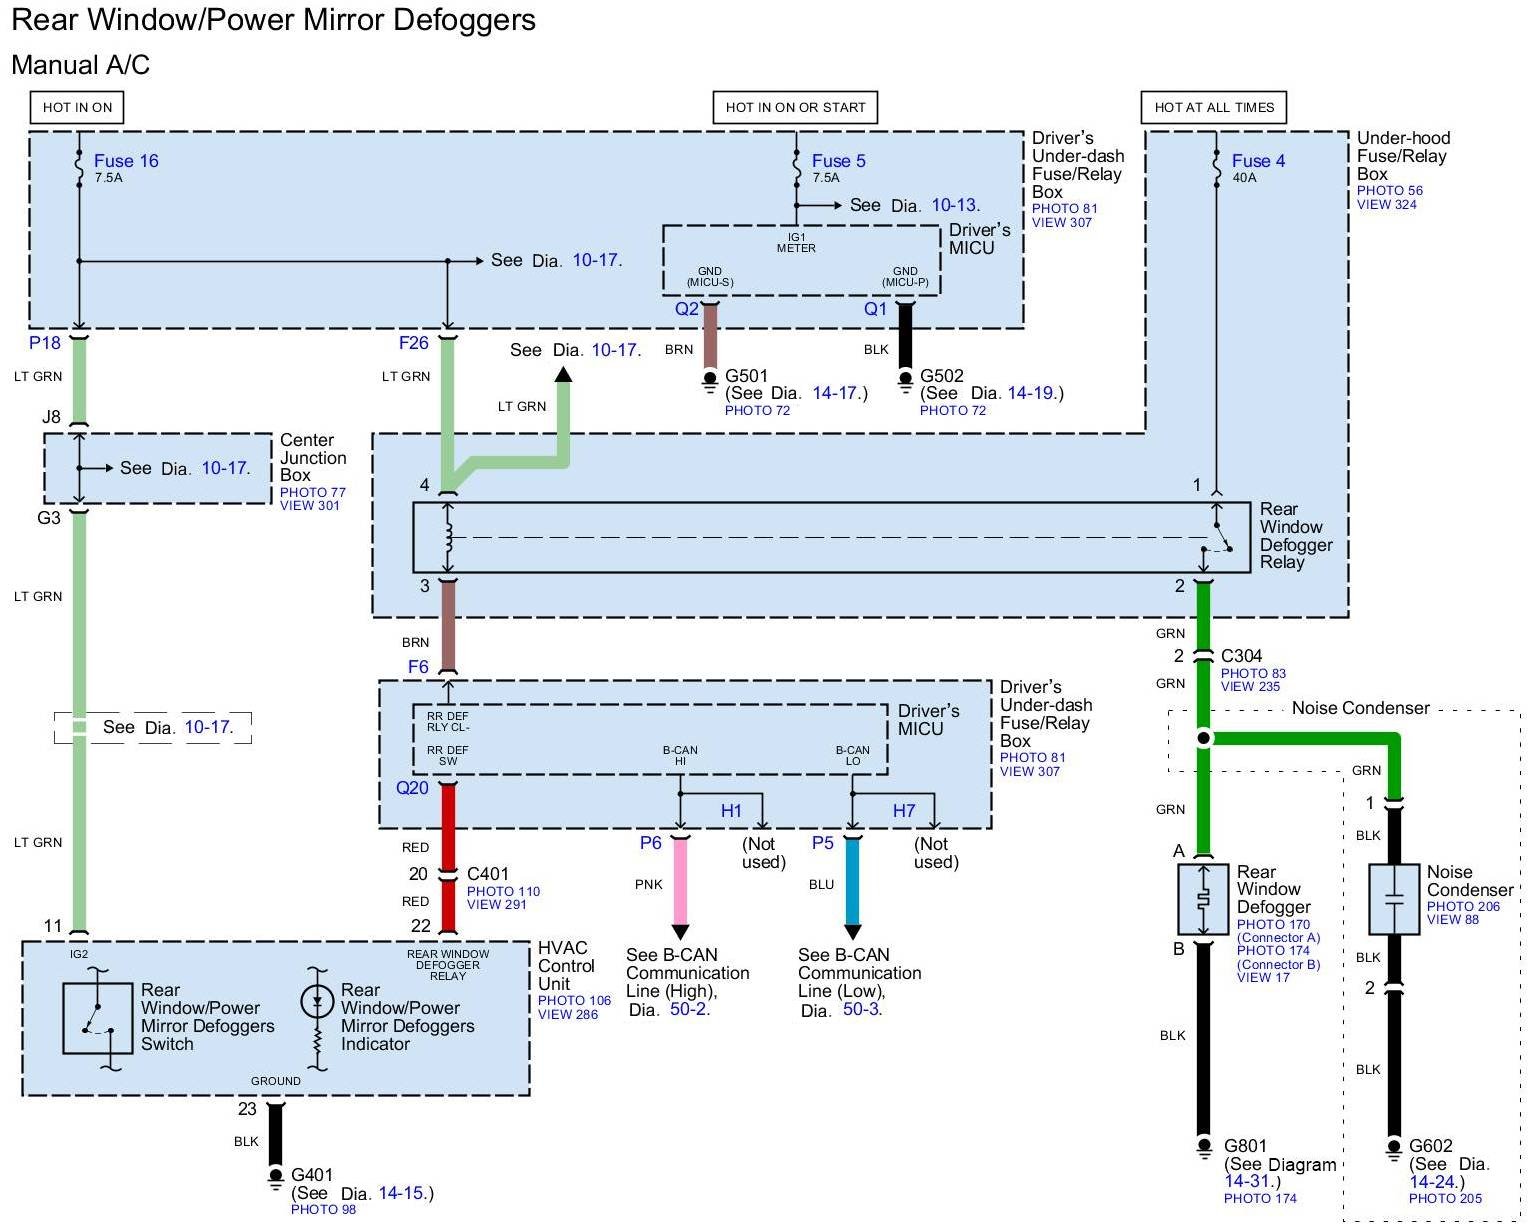 Rear Window/Power Mirror Defoggers
Manual A/C
HOT IN ON
HOT IN ON OR START
HOT AT ALL TIMES
Fuse 16
7.5A
Fuse 5
7.5A
Fuse 4
40A
Driver's
Under-dash
Fuse/Relay
Box
PHOTO 81
VIEW 307
Under-hood
Fuse/Relay
Box
PHOTO 56
VIEW 324
See Dia. 10-13.
See Dia. 10-17.
IG1
METER
Driver's
MICU
GND
(MICU-S)
GND
(MICU-P)
Q2
Q1
P18
F26
See Dia. 10-17.
BRN
BLK
LT GRN
LT GRN
LT GRN
G501
(See Dia. 14-17.)
PHOTO 72
G502
(See Dia. 14-19.)
PHOTO 72
J8
See Dia. 10-17.
Center
Junction
Box
PHOTO 77
VIEW 301
G3
4
1
Rear
Window
Defogger
Relay
3
2
LT GRN
BRN
F6
GRN
2
C304
PHOTO 83
VIEW 235
GRN
See Dia. 10-17.
RR DEF
RLY CL-
RR DEF
SW
B-CAN
HI
B-CAN
LO
Driver's
MICU
Driver's
Under-dash
Fuse/Relay
Box
PHOTO 81
VIEW 307
Noise Condenser
GRN
Q20
H1
H7
1
GRN
P6
(Not
used)
P5
(Not
used)
LT GRN
RED
20
C401
PHOTO 110
VIEW 291
RED
22
PNK
BLU
BLK
A
Rear
Window
Defogger
PHOTO 170
(Connector A)
PHOTO 174
(Connector B)
VIEW 17
B
Noise
Condenser
PHOTO 206
VIEW 88
BLK
2
11
IG2
REAR WINDOW
DEFOGGER
RELAY
HVAC
Control
Unit
PHOTO 106
VIEW 286
See B-CAN
Communication
Line (High),
Dia. 50-2.
See B-CAN
Communication
Line (Low),
Dia. 50-3.
Rear
Window/Power
Mirror Defoggers
Switch
Rear
Window/Power
Mirror Defoggers
Indicator
GROUND
BLK
BLK
23
BLK
G401
(See Dia. 14-15.)
PHOTO 98
G801
(See Diagram
14-31.)
PHOTO 174
G602
(See Dia.
14-24.)
PHOTO 205